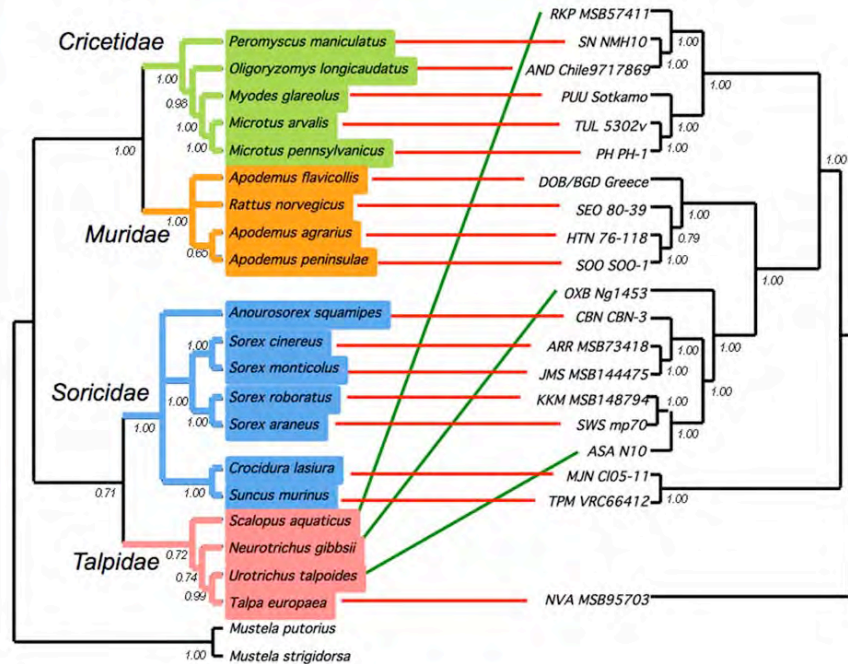 Cricetidae
Peromyscus maniculatus
Oligoryzomys longicaudatus
Myodes glareolus
Microtus arvalis
Microtus pennsylvanicus
1.00
0.98
1.00
1.00
1.00
Muridae
Apodemus flavicollis
Rattus norvegicus
Apodemus agrarius
Apodemus peninsulae
1.00
0.65
Soricidae
Anourosorex squamipes
Sorex cinereus
Sorex monticolus
Sorex roboratus
Sorex araneus
Crocidura lasiura
Suncus murinus
1.00
1.00
1.00
1.00
1.00
0.71
Talpidae
Scalopus aquaticus
Neurotrichus gibbsii
Urotrichus talpoides
Talpa europaea
0.72
0.74
0.99
Mustela putorius
Mustela strigidorsa
1.00
RKP MSB57411
SN NMH10
AND Chile9717869
PUU Sotkamo
TUL 5302v
PH PH-1
DOB/BGD Greece
SEO 80-39
HTN 76-118
SOO SOO-1
OXB Ng1453
CBN CBN-3
ARR MSB73418
JMS MSB144475
KKM MSB148794
SWS mp70
ASA N10
MJN Cl05-11
TPM VRC66412
NVA MSB95703
1.00
1.00
1.00
1.00
1.00
1.00
1.00
0.79
1.00
1.00
1.00
1.00
1.00
1.00
1.00
1.00
1.00
1.00
1.00